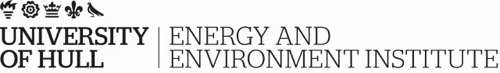 UNIVERSITY
OF HULL
ENERGY AND
ENVIRONMENT INSTITUTE